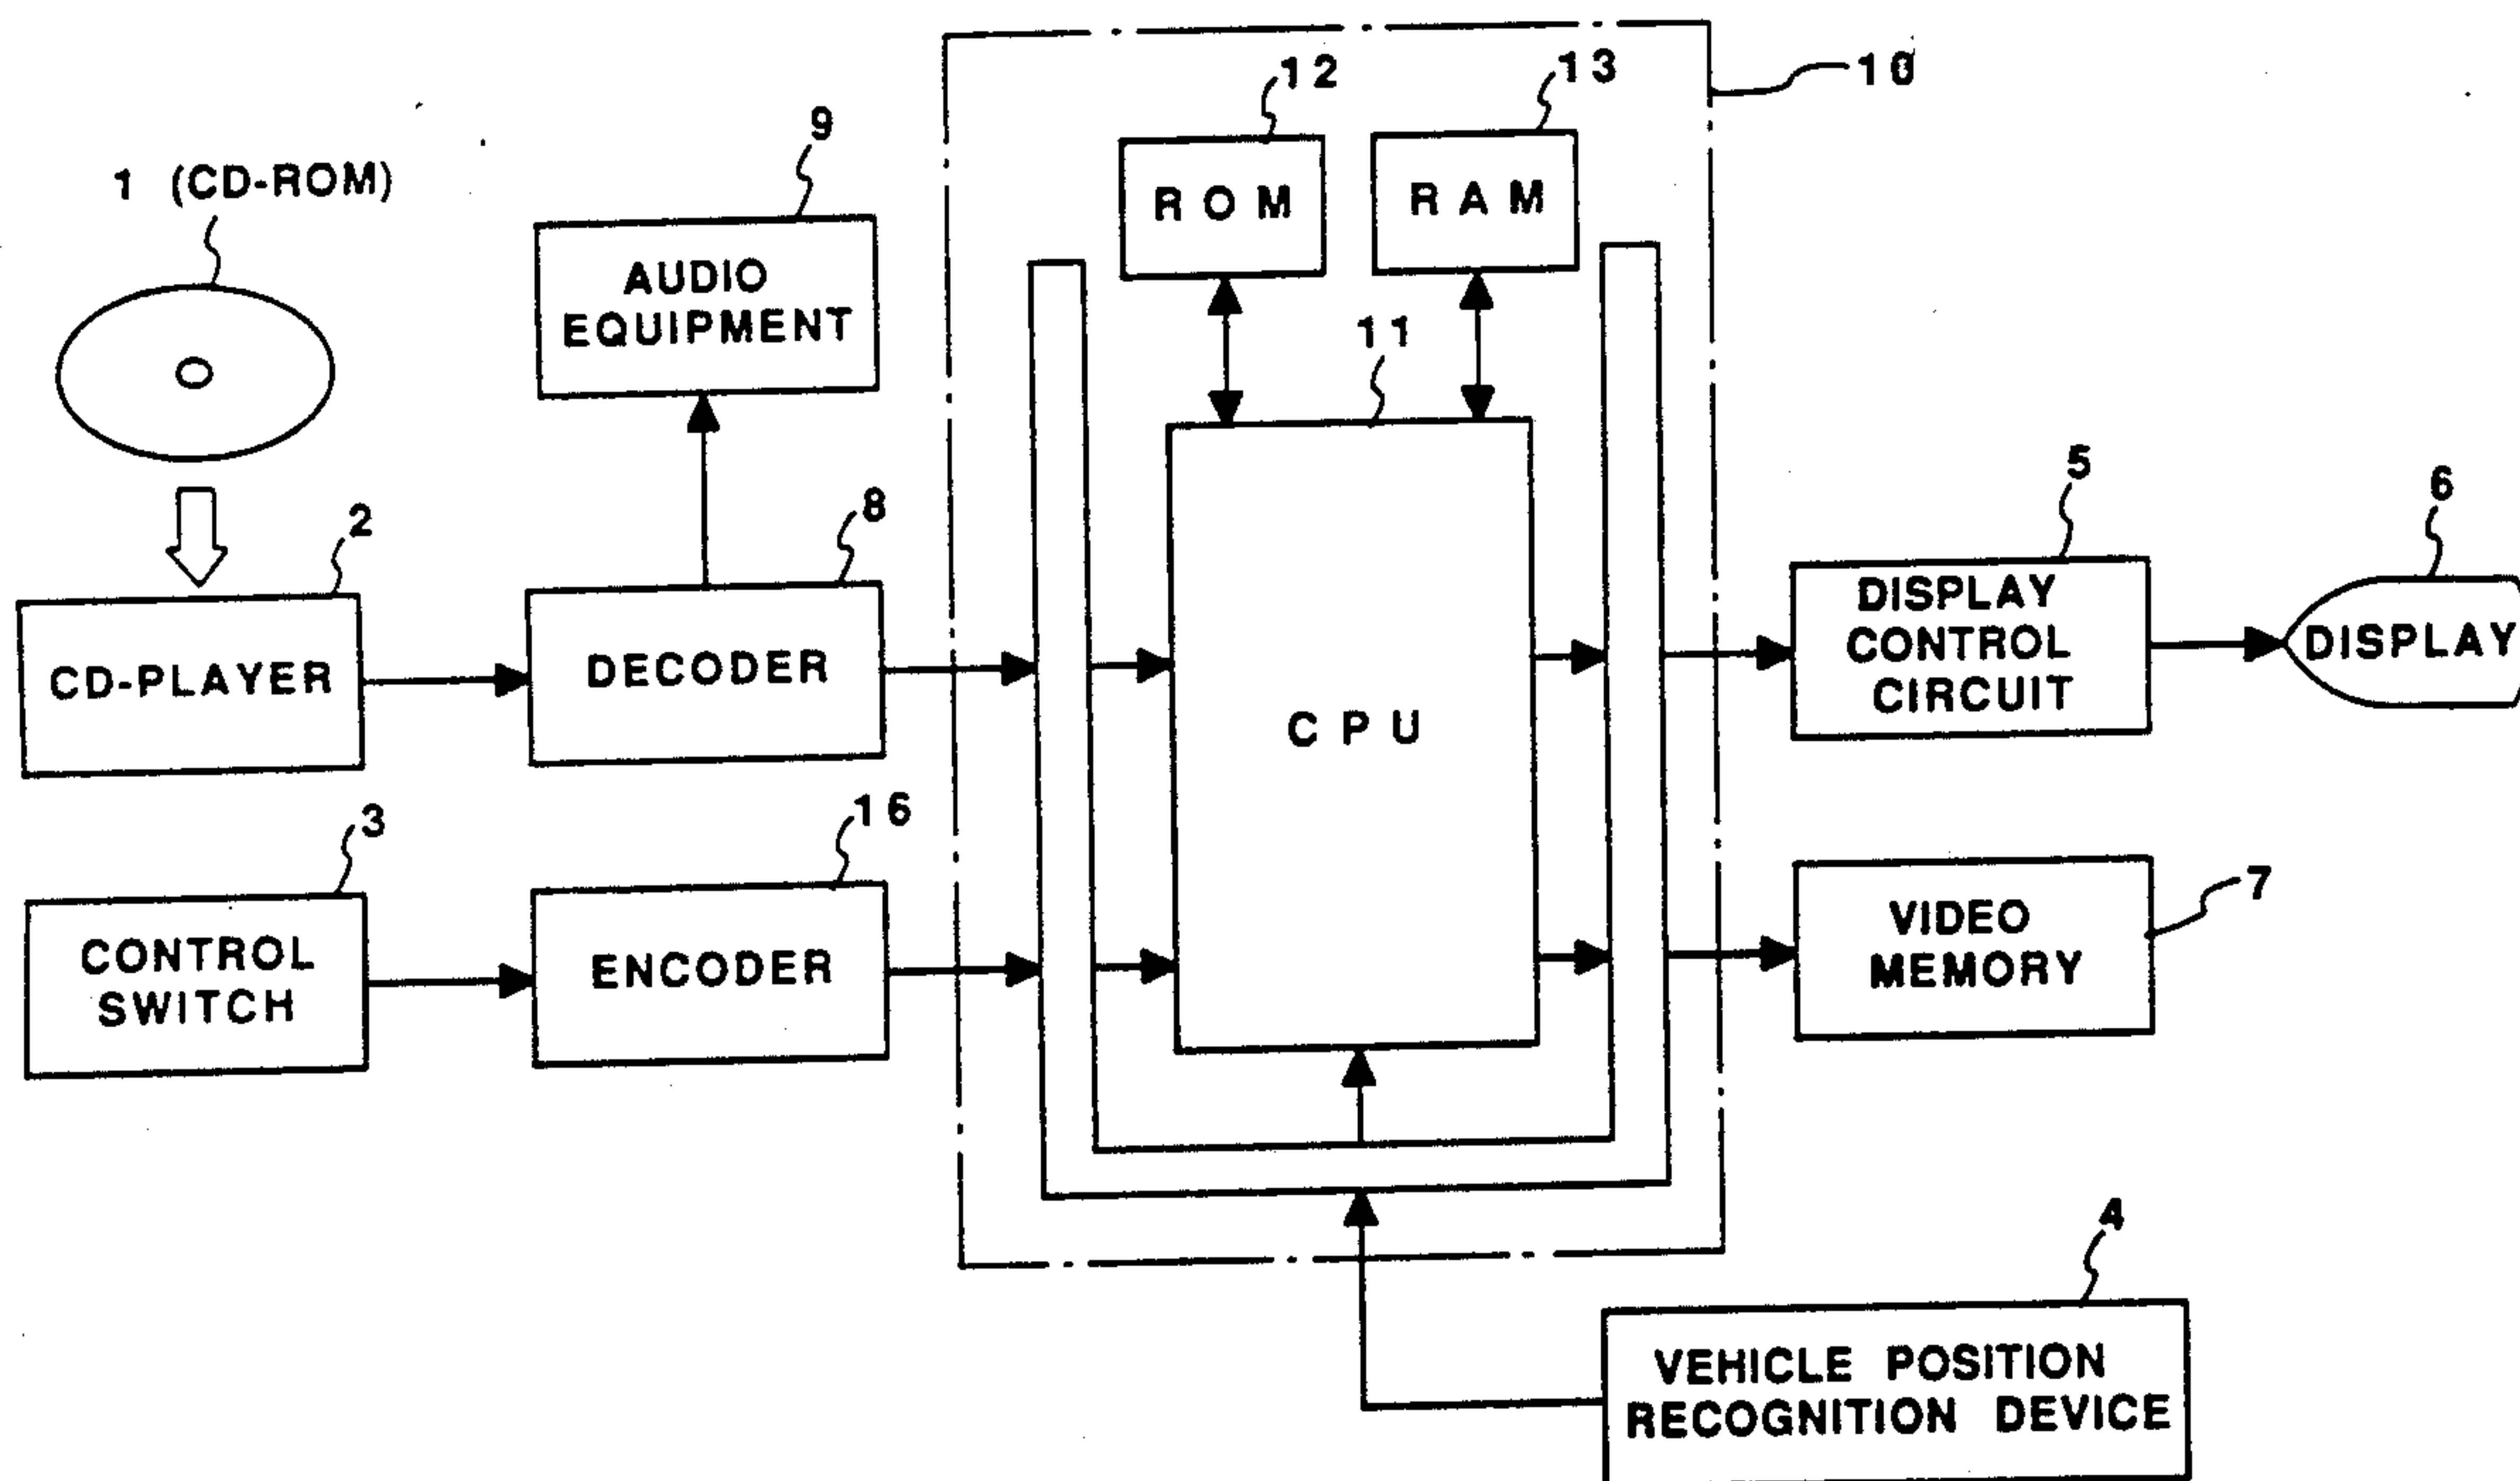 12
13
10
9
1 (CD-ROM)
ROM
RAM
AUDIO
EQUIPMENT
11
5
6
2
8
DISPLAY
CONTROL
CIRCUIT
DISPLAY
CD-PLAYER
DECODER
CPU
3
16
7
CONTROL
SWITCH
ENCODER
VIDEO
MEMORY
4
VEHICLE POSITION
RECOGNITION DEVICE